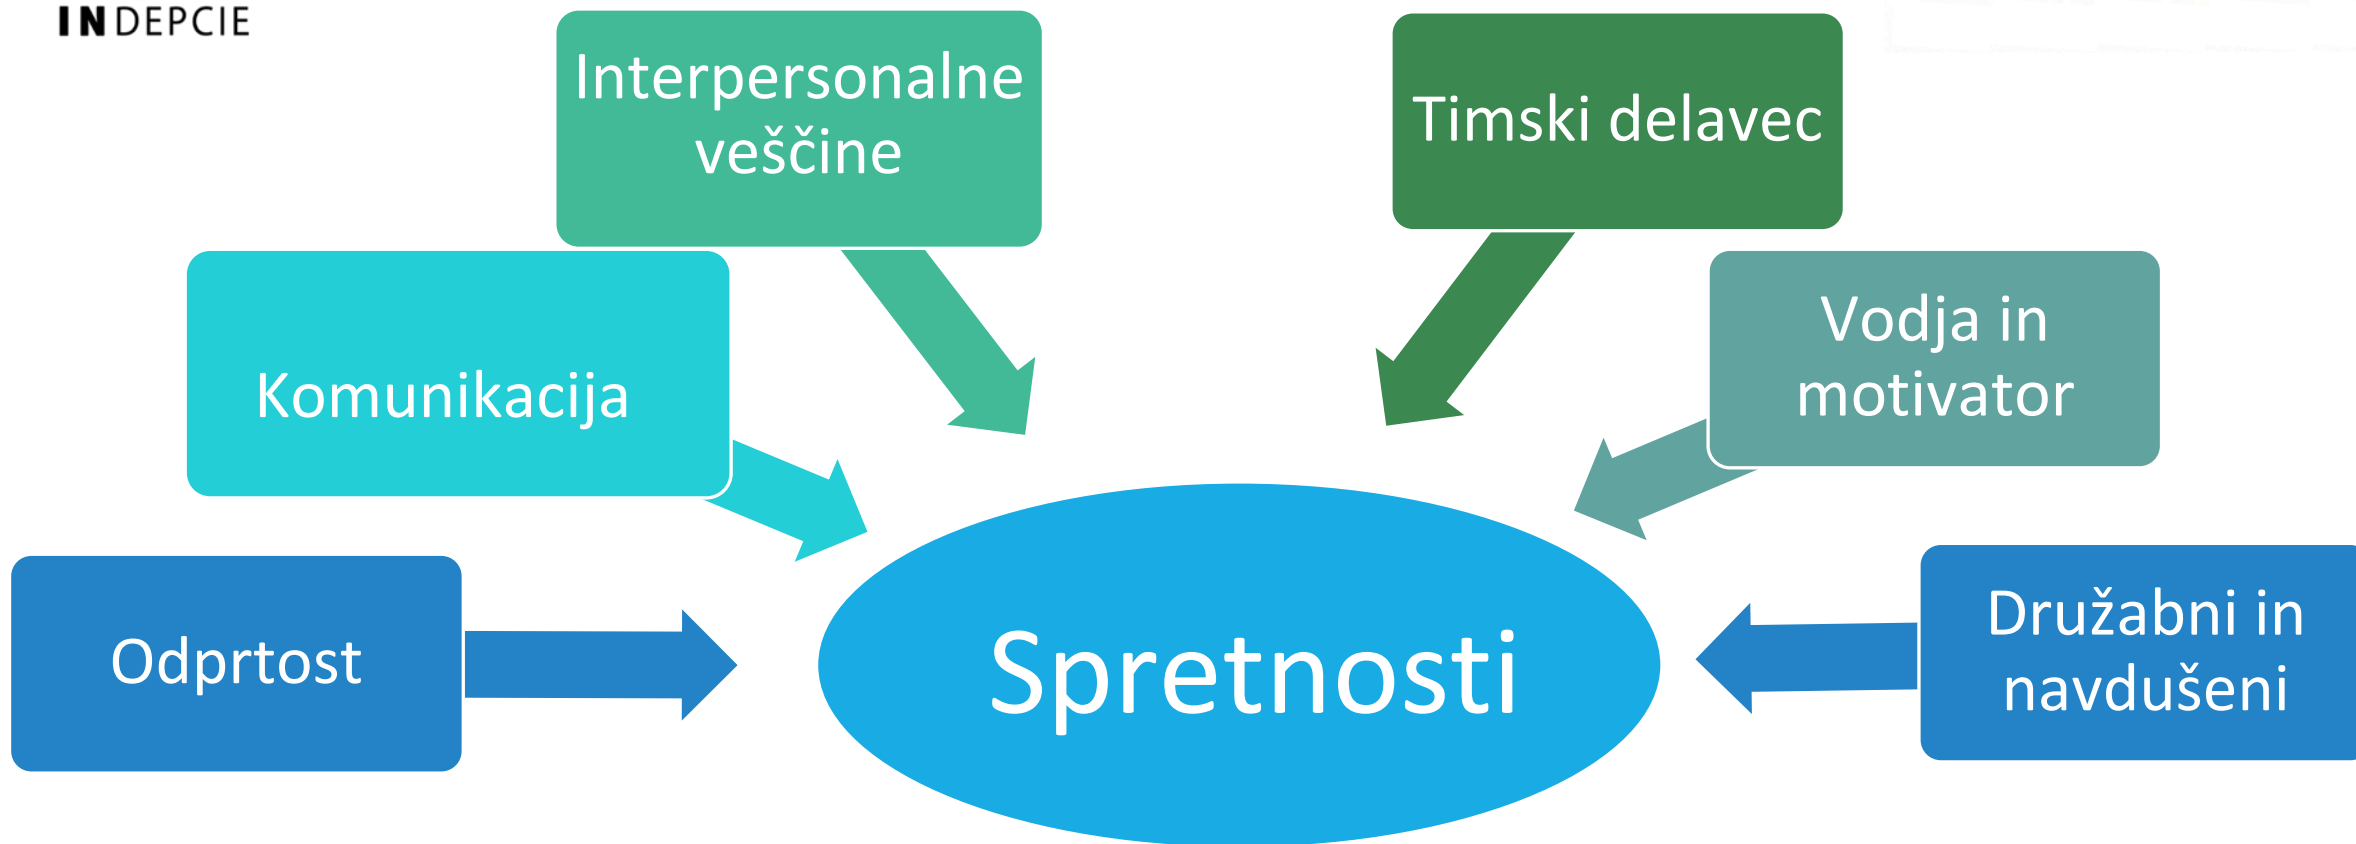 INDEPCIE
Interpersonalne
veščine
Timski delavec
Komunikacija
Vodja in
motivator
Odprtost
Spretnosti
Družabni in
navdušeni